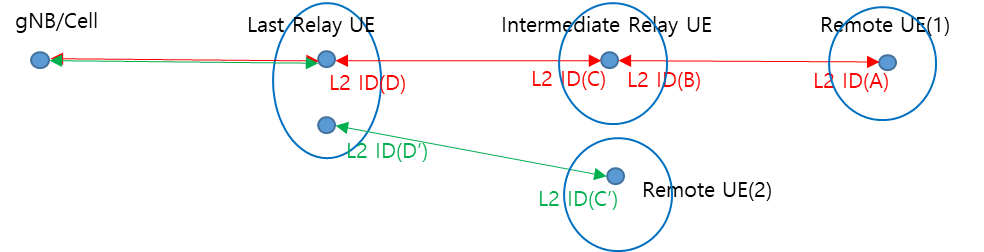 gNB/Cell
Last Relay UE
Intermediate Relay UE
Remote UE(1)
L2 ID(D)
L2 ID(C)
L2 ID(B)
L2 ID(A)
L2 ID(D’)
L2 ID(C’)
Remote UE(2)